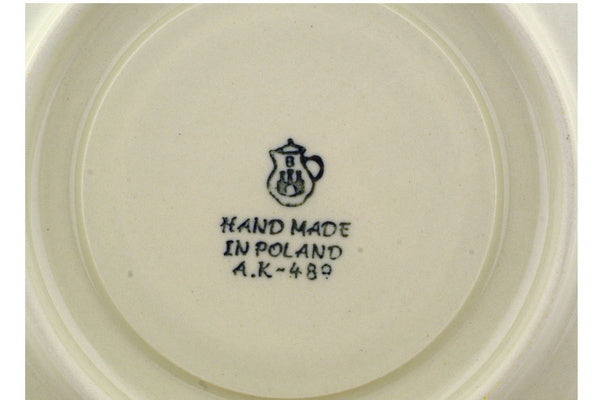 B
HAND MADE
IN POLAND
A.K-489